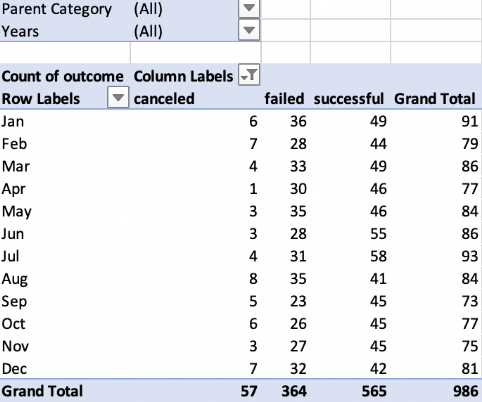 Parent Category (All)
Years (All)
Count of outcome Column Labels
Row Labels canceled failed successful Grand Total
Jan 6 36 49 91
Feb 7 28 44 79
Mar 4 33 49 86
Apr 1 30 46 77
May 3 35 46 84
Jun 3 28 55 86
Jul 4 31 58 93
Aug 8 35 41 84
Sep 5 23 45 73
Oct 6 26 45 77
Nov 3 27 45 75
Dec 7 32 42 81
Grand Total 57 364 565 986